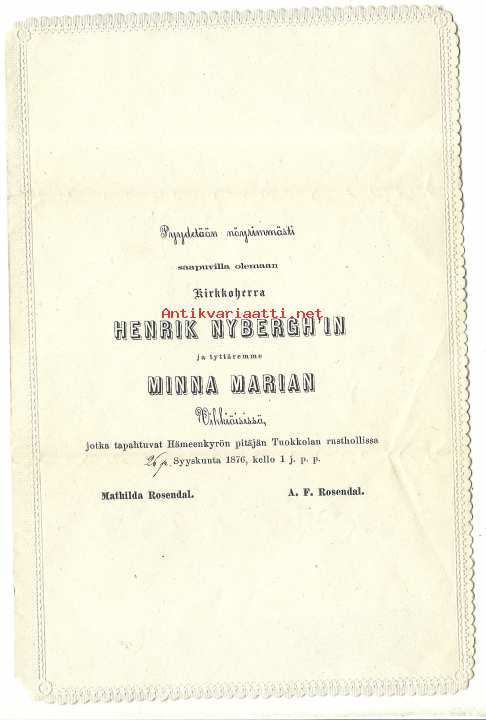 Pyydetään nöyrimmästi
saapuvilla olemaan
Kirkkoherra
Antikvariaatti.net
HENRIK NYBERGH'IN
ja tyttäremme
MINNA MARIAN
Vihkiäisissä,
jotka tapahtuvat Hämeenkyrön pitäjän Tuokkolan rusthollissa
26 p. Syyskuuta 1876, kello 1 j. p. p.
Mathilda Rosendal. A. F. Rosendal.